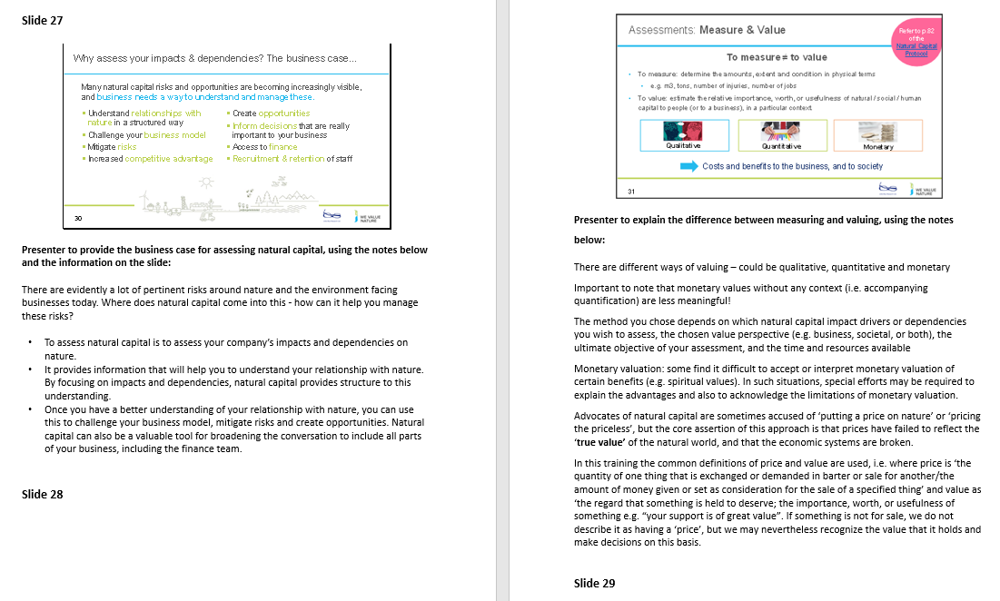 Slide 27
Why assess your impacts & dependencies? The business case...
Many natural capital risks and opportunities are becoming increasingly visible,
and business needs a way to understand and manage these.
▪ Understand relationships with
nature in a structured way
▪ Challenge your business model
▪ Mitigate risks
▪ Increased competitive advantage
▪ Create opportunities
▪ Inform decisions that are really
important to your business
▪ Access to finance
▪ Recruitment & retention of staff
30
WE VALUE
NATURE
Presenter to provide the business case for assessing natural capital, using the notes below
and the information on the slide:
There are evidently a lot of pertinent risks around nature and the environment facing
businesses today. Where does natural capital come into this - how can it help you manage
these risks?
• To assess natural capital is to assess your company's impacts and dependencies on
nature.
• It provides information that will help you to understand your relationship with nature.
By focusing on impacts and dependencies, natural capital provides structure to this
understanding.
• Once you have a better understanding of your relationship with nature, you can use
this to challenge your business model, mitigate risks and create opportunities. Natural
capital can also be a valuable tool for broadening the conversation to include all parts
of your business, including the finance team.
Slide 28
Assessments: Measure & Value
Refer to p.82
of the
Natural Capital
Protocol
To measure ≠ to value
• To measure: determine the amounts, extent and condition in physical terms
• e.g. m3, tons, number of injuries, number of jobs
• To value: estimate the relative importance, worth, or usefulness of natural / social / human
capital to people (or to a business), in a particular context
Qualitative
Quantitative
Monetary
Costs and benefits to the business, and to society
31
WE VALUE
NATURE
Presenter to explain the difference between measuring and valuing, using the notes
below:
There are different ways of valuing – could be qualitative, quantitative and monetary
Important to note that monetary values without any context (i.e. accompanying
quantification) are less meaningful!
The method you chose depends on which natural capital impact drivers or dependencies
you wish to assess, the chosen value perspective (e.g. business, societal, or both), the
ultimate objective of your assessment, and the time and resources available
Monetary valuation: some find it difficult to accept or interpret monetary valuation of
certain benefits (e.g. spiritual values). In such situations, special efforts may be required to
explain the advantages and also to acknowledge the limitations of monetary valuation.
Advocates of natural capital are sometimes accused of 'putting a price on nature' or 'pricing
the priceless', but the core assertion of this approach is that prices have failed to reflect the
'true value' of the natural world, and that the economic systems are broken.
In this training the common definitions of price and value are used, i.e. where price is 'the
quantity of one thing that is exchanged or demanded in barter or sale for another/the
amount of money given or set as consideration for the sale of a specified thing' and value as
'the regard that something is held to deserve; the importance, worth, or usefulness of
something e.g. "your support is of great value". If something is not for sale, we do not
describe it as having a 'price', but we may nevertheless recognize the value that it holds and
make decisions on this basis.
Slide 29